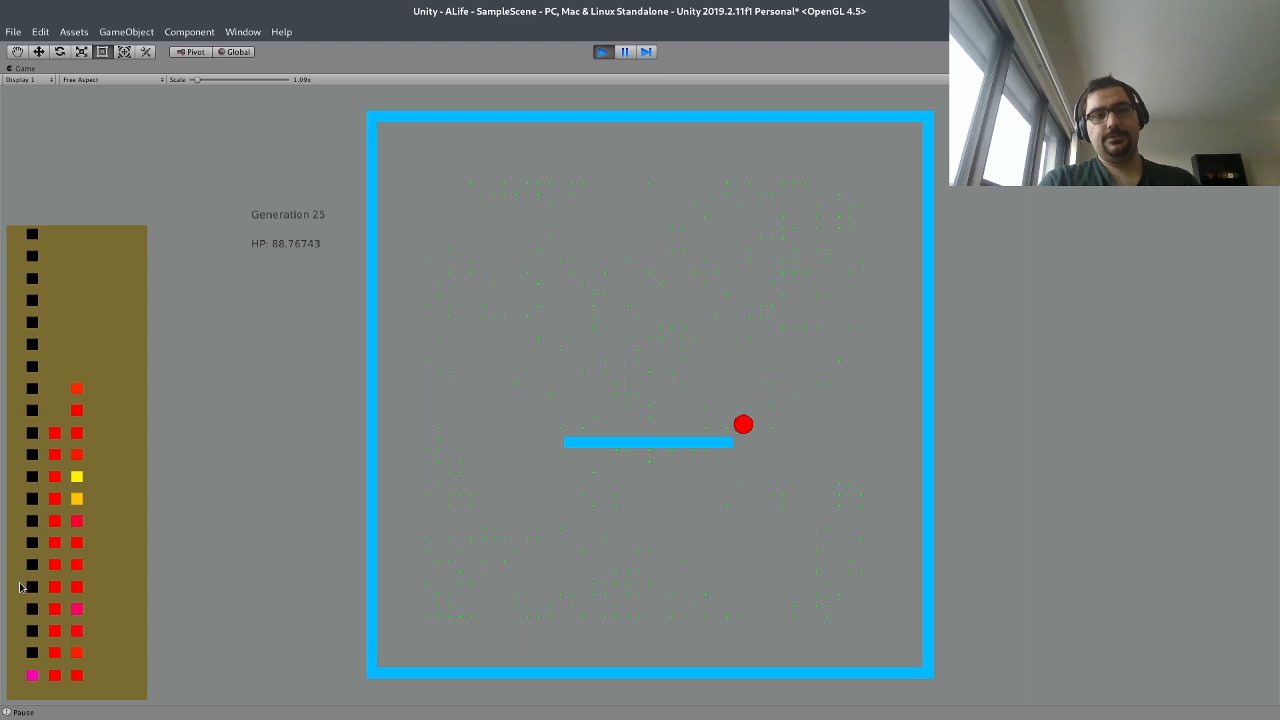 Unity - ALife - SampleScene - PC, Mac & Linux Standalone - Unity 2019.2.11f1 Personal* <OpenGL 4.5>
File Edit Assets GameObject Component Window Help
Pivot Global
Game
Display 1 Free Aspect Scale 1.09x
Generation 25
HP: 88.76743
Pause